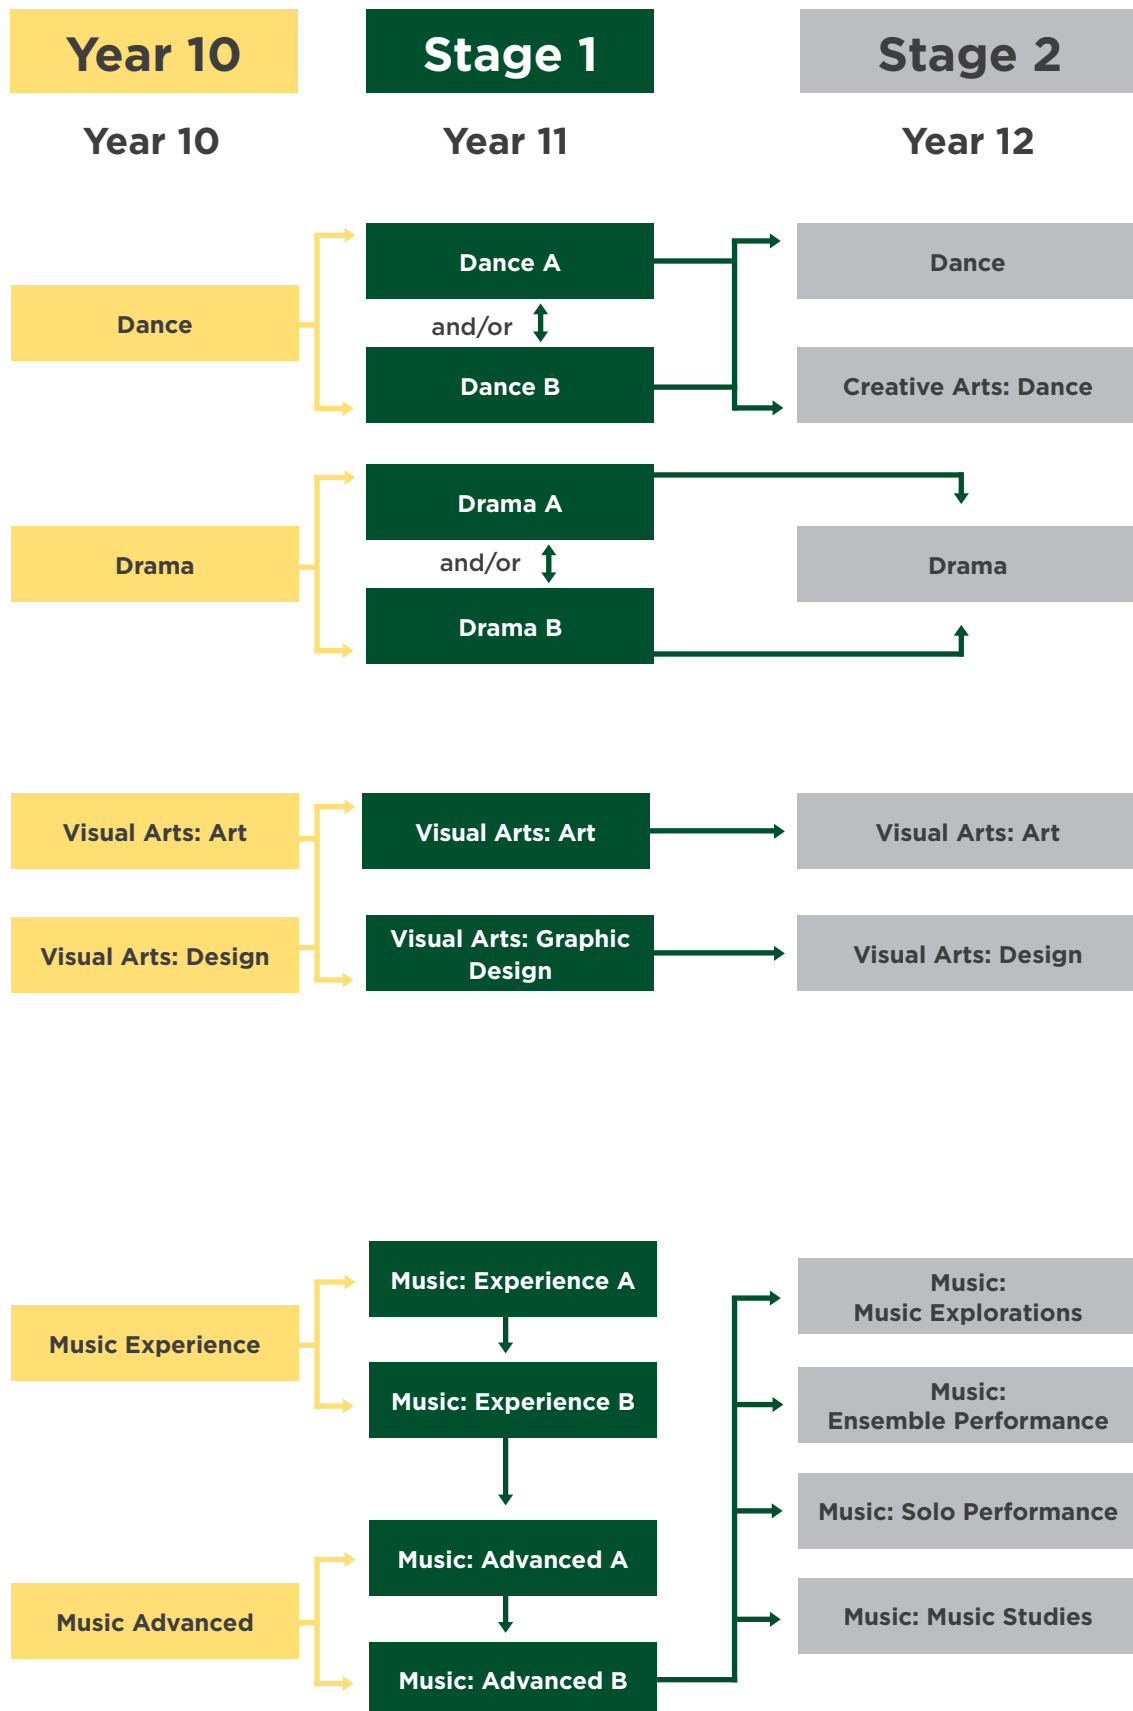 Year 10
Stage 1
Stage 2
Year 10
Year 11
Year 12
Dance
Dance A
and/or
Dance B
Dance
Creative Arts: Dance
Drama
Drama A
and/or
Drama B
Drama
Visual Arts: Art
Visual Arts: Art
Visual Arts: Art
Visual Arts: Design
Visual Arts: Graphic
Design
Visual Arts: Design
Music Experience
Music: Experience A
Music: Experience B
Music:
Music Explorations
Music:
Ensemble Performance
Music Advanced
Music: Advanced A
Music: Advanced B
Music: Solo Performance
Music: Music Studies